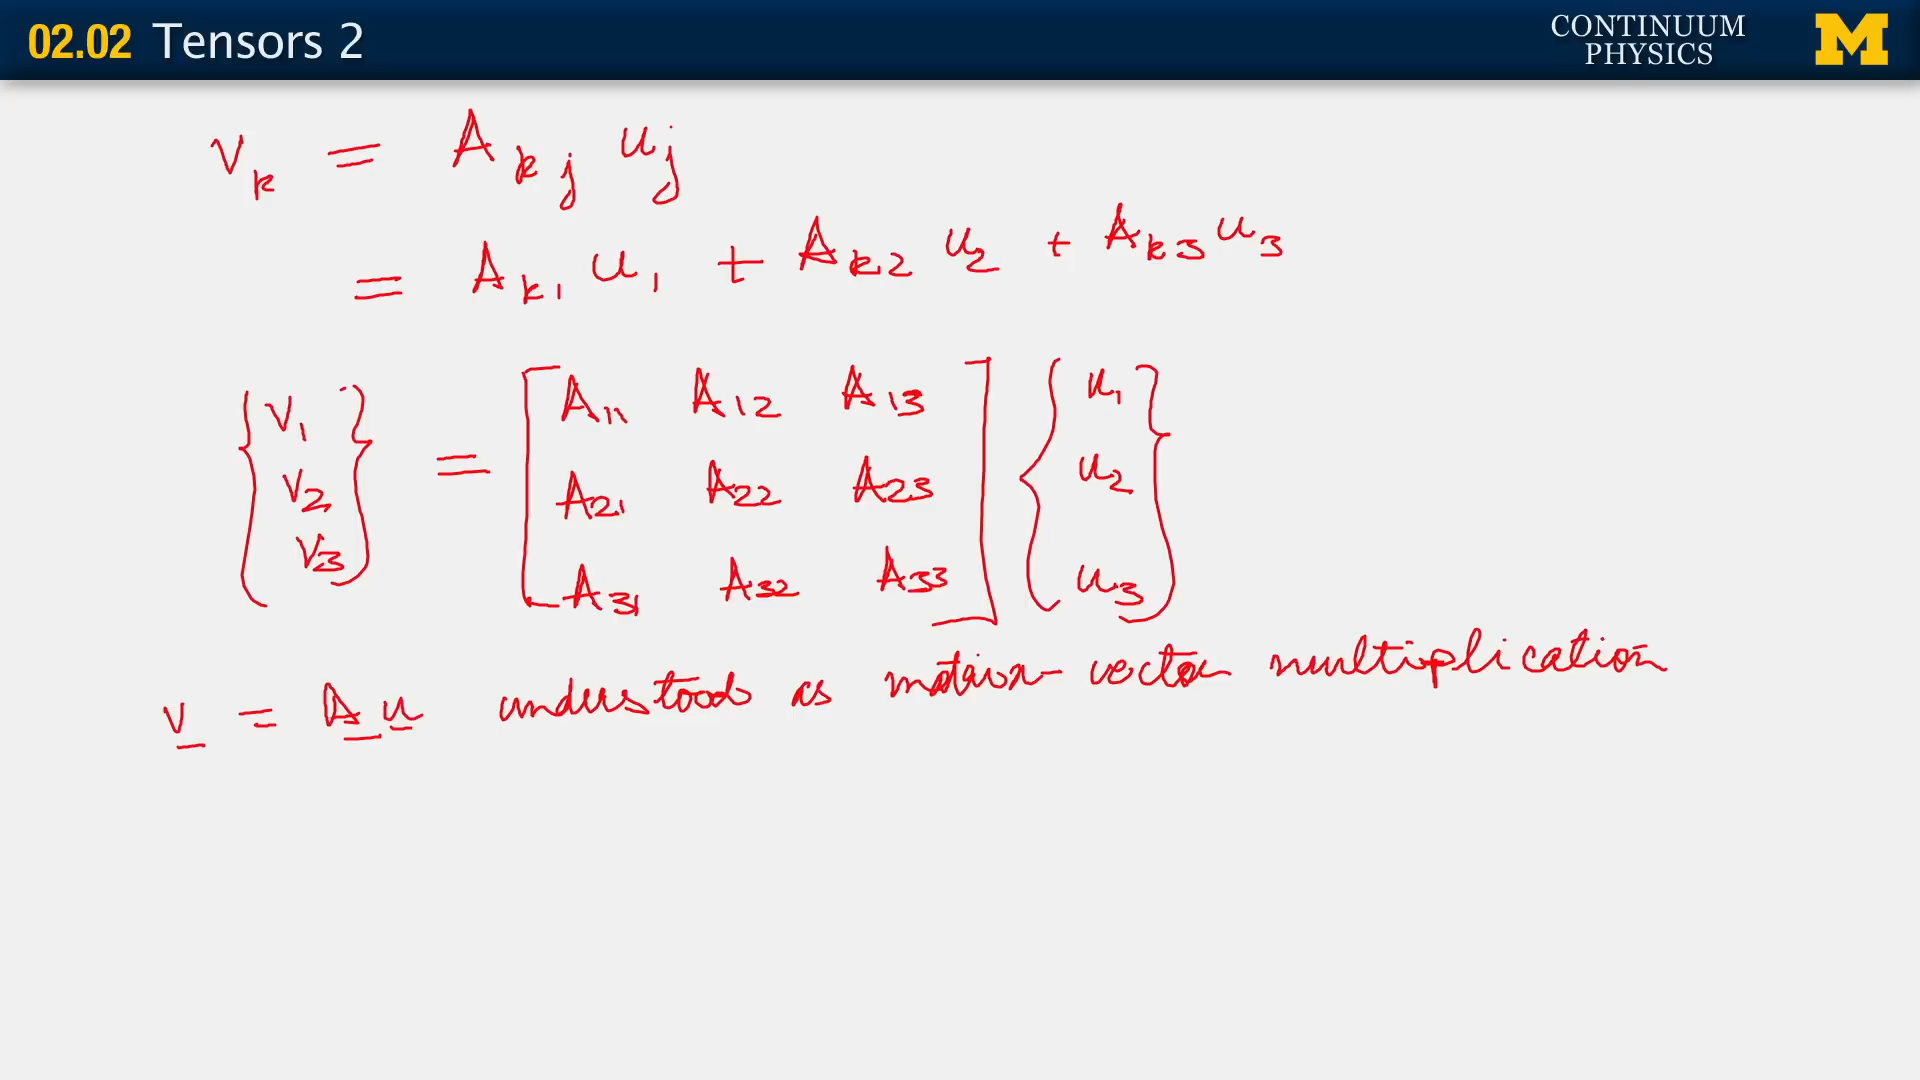 02.02 Tensors 2
CONTINUUM
PHYSICS
M
v_k = A_kj u_j
= A_k1 u_1 + A_k2 u_2 + A_k3 u_3
{v_1 v_2 v_3} = [A_11 A_12 A_13
A_21 A_22 A_23
A_31 A_32 A_33] {u_1 u_2 u_3}
v = A u understood as matrix-vector multiplication